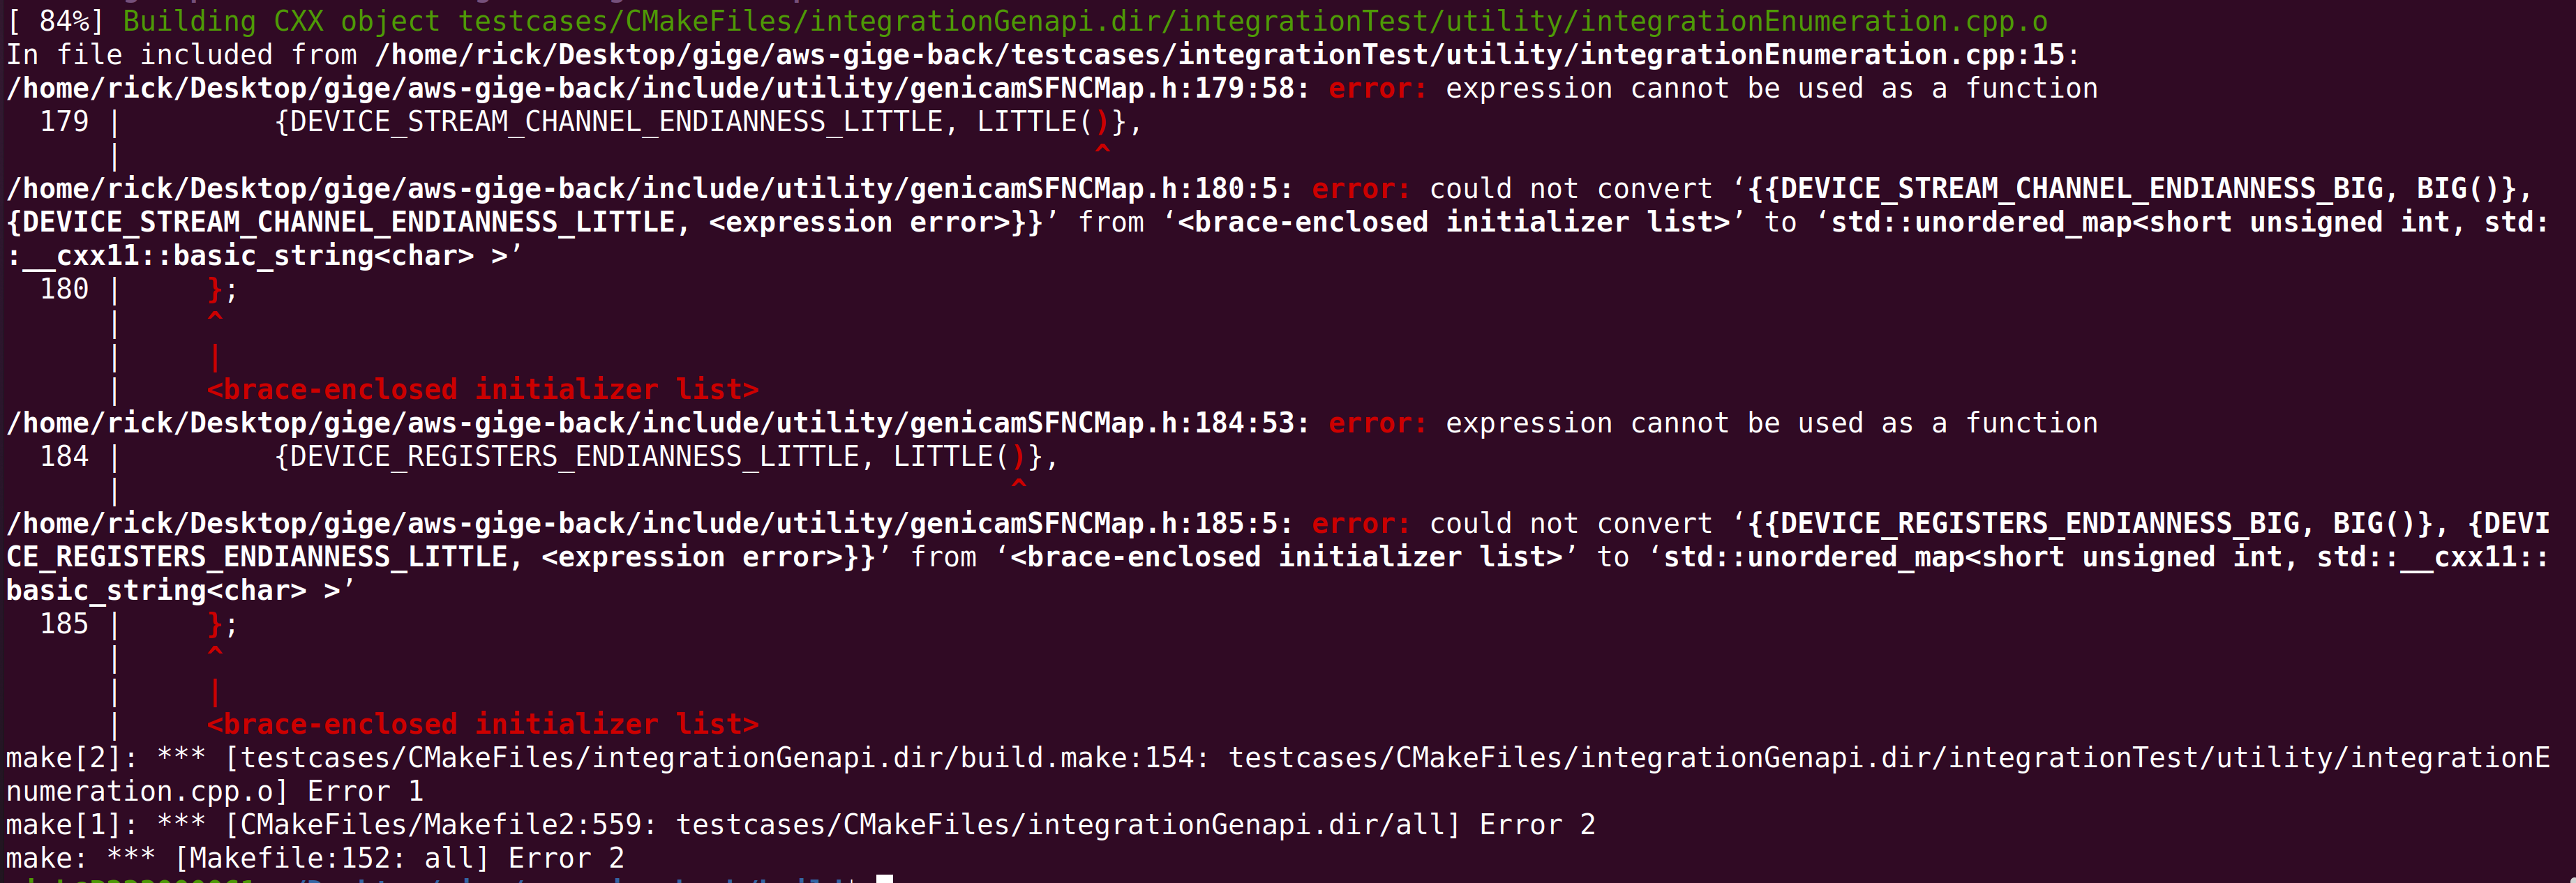 [ 84%] Building CXX object testcases/CMakeFiles/integrationGenapi.dir/integrationTest/utility/integrationEnumeration.cpp.o
In file included from /home/rick/Desktop/gige/aws-gige-back/testcases/integrationTest/utility/integrationEnumeration.cpp:15:
/home/rick/Desktop/gige/aws-gige-back/include/utility/genicamSFNCMap.h:179:58: error: expression cannot be used as a function
179 | {DEVICE_STREAM_CHANNEL_ENDIANNESS_LITTLE, LITTLE()},
| ^
/home/rick/Desktop/gige/aws-gige-back/include/utility/genicamSFNCMap.h:180:5: error: could not convert ‘{{DEVICE_STREAM_CHANNEL_ENDIANNESS_BIG, BIG()},
{DEVICE_STREAM_CHANNEL_ENDIANNESS_LITTLE, <expression error>}}’ from ‘<brace-enclosed initializer list>’ to ‘std::unordered_map<short unsigned int, std:
:__cxx11::basic_string<char> >’
180 | };
| ^
| |
| <brace-enclosed initializer list>
/home/rick/Desktop/gige/aws-gige-back/include/utility/genicamSFNCMap.h:184:53: error: expression cannot be used as a function
184 | {DEVICE_REGISTERS_ENDIANNESS_LITTLE, LITTLE()},
| ^
/home/rick/Desktop/gige/aws-gige-back/include/utility/genicamSFNCMap.h:185:5: error: could not convert ‘{{DEVICE_REGISTERS_ENDIANNESS_BIG, BIG()}, {DEVI
CE_REGISTERS_ENDIANNESS_LITTLE, <expression error>}}’ from ‘<brace-enclosed initializer list>’ to ‘std::unordered_map<short unsigned int, std::__cxx11::
basic_string<char> >’
185 | };
| ^
| |
| <brace-enclosed initializer list>
make[2]: *** [testcases/CMakeFiles/integrationGenapi.dir/build.make:154: testcases/CMakeFiles/integrationGenapi.dir/integrationTest/utility/integrationE
numeration.cpp.o] Error 1
make[1]: *** [CMakeFiles/Makefile2:559: testcases/CMakeFiles/integrationGenapi.dir/all] Error 2
make: *** [Makefile:152: all] Error 2